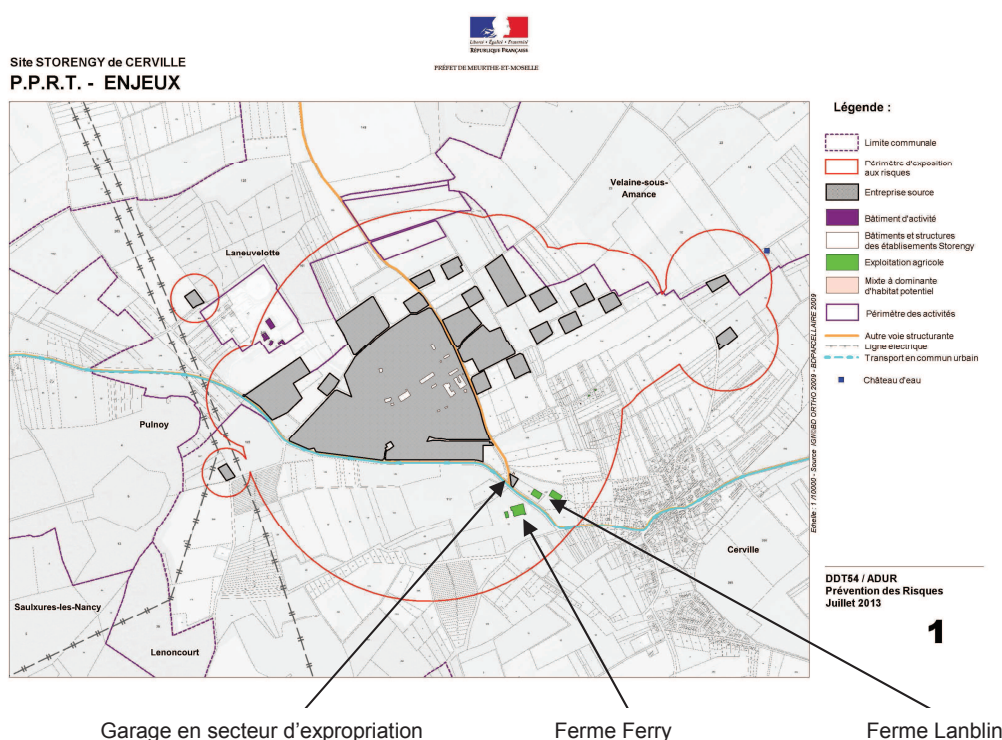 Liberté • Égalité • Fraternité
RÉPUBLIQUE FRANÇAISE
PRÉFET DE MEURTHE-ET-MOSELLE
Site STORENGY de CERVILLE
P.P.R.T. - ENJEUX
Légende :
Limite communale
Périmètre d'exposition
aux risques
Entreprise source
Bâtiment d'activité
Bâtiments et structures
des établisements Storengy
Exploitation agricole
Mixte à dominante
d'habitat potentiel
Périmètre des activités
Autre voie structurante
Ligne électrique
Transport en commun urbain
Château d'eau
Velaine-sous-
Amance
Laneuvelotte
Pulnoy
Cerville
Saulxures-les-Nancy
Lenoncourt
Echelle : 1 /10000 - Source IGN®BD ORTHO 2009 - BDPARCELLAIRE 2009
DDT54 / ADUR
Prévention des Risques
Juillet 2013
1
Garage en secteur d'expropriation
Ferme Ferry
Ferme Lanblin